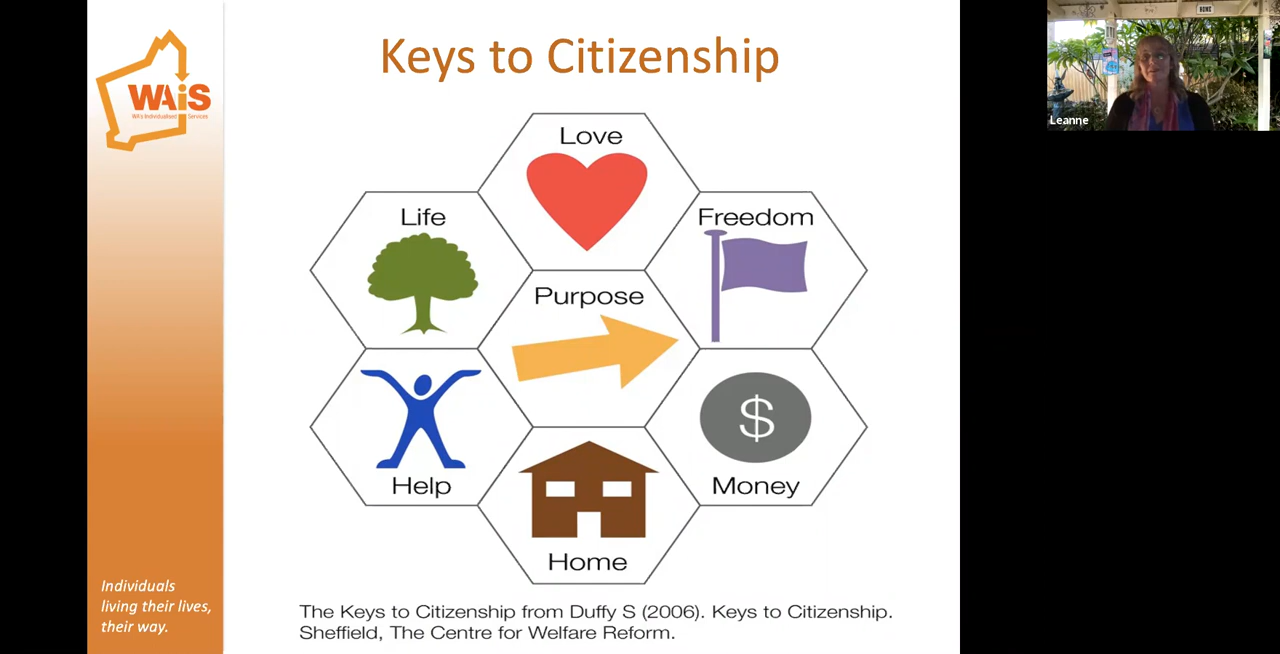 Keys to Citizenship
WAiS
WA's Individualised Services
HOME
Leanne
Love
Life
Freedom
Purpose
Help
Money
Home
Individuals
living their lives,
their way.
The Keys to Citizenship from Duffy S (2006). Keys to Citizenship.
Sheffield, The Centre for Welfare Reform.
$